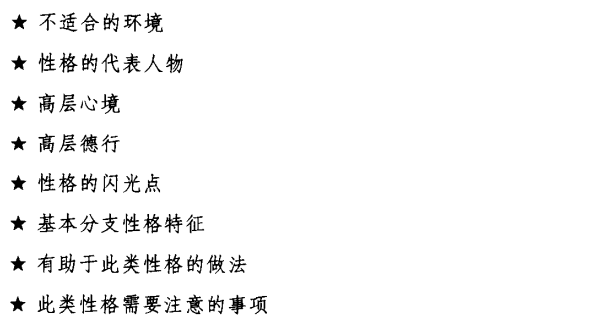 ★ 不适合的环境
★ 性格的代表人物
★ 高层心境
★ 高层德行
★ 性格的闪光点
★ 基本分支性格特征
★ 有助于此类性格的做法
★ 此类性格需要注意的事项